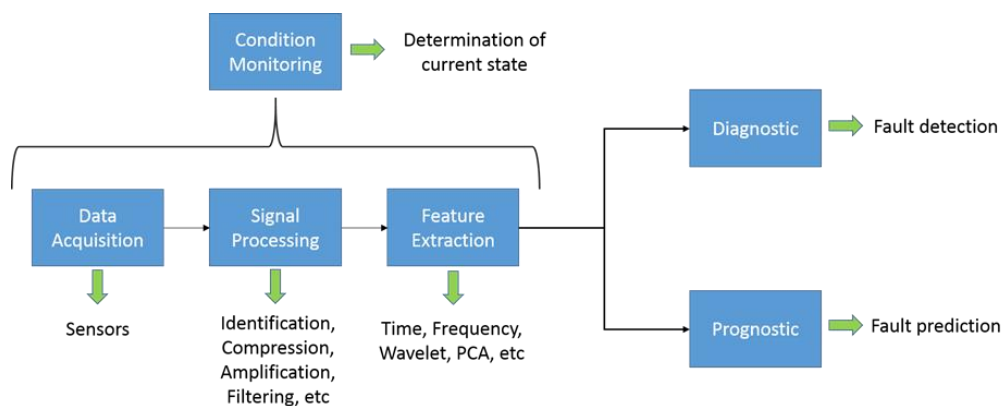 Condition
Monitoring
Determination of
current state
Data
Acquisition
Signal
Processing
Feature
Extraction
Sensors
Identification,
Compression,
Amplification,
Filtering, etc
Time, Frequency,
Wavelet, PCA, etc
Diagnostic
Fault detection
Prognostic
Fault prediction